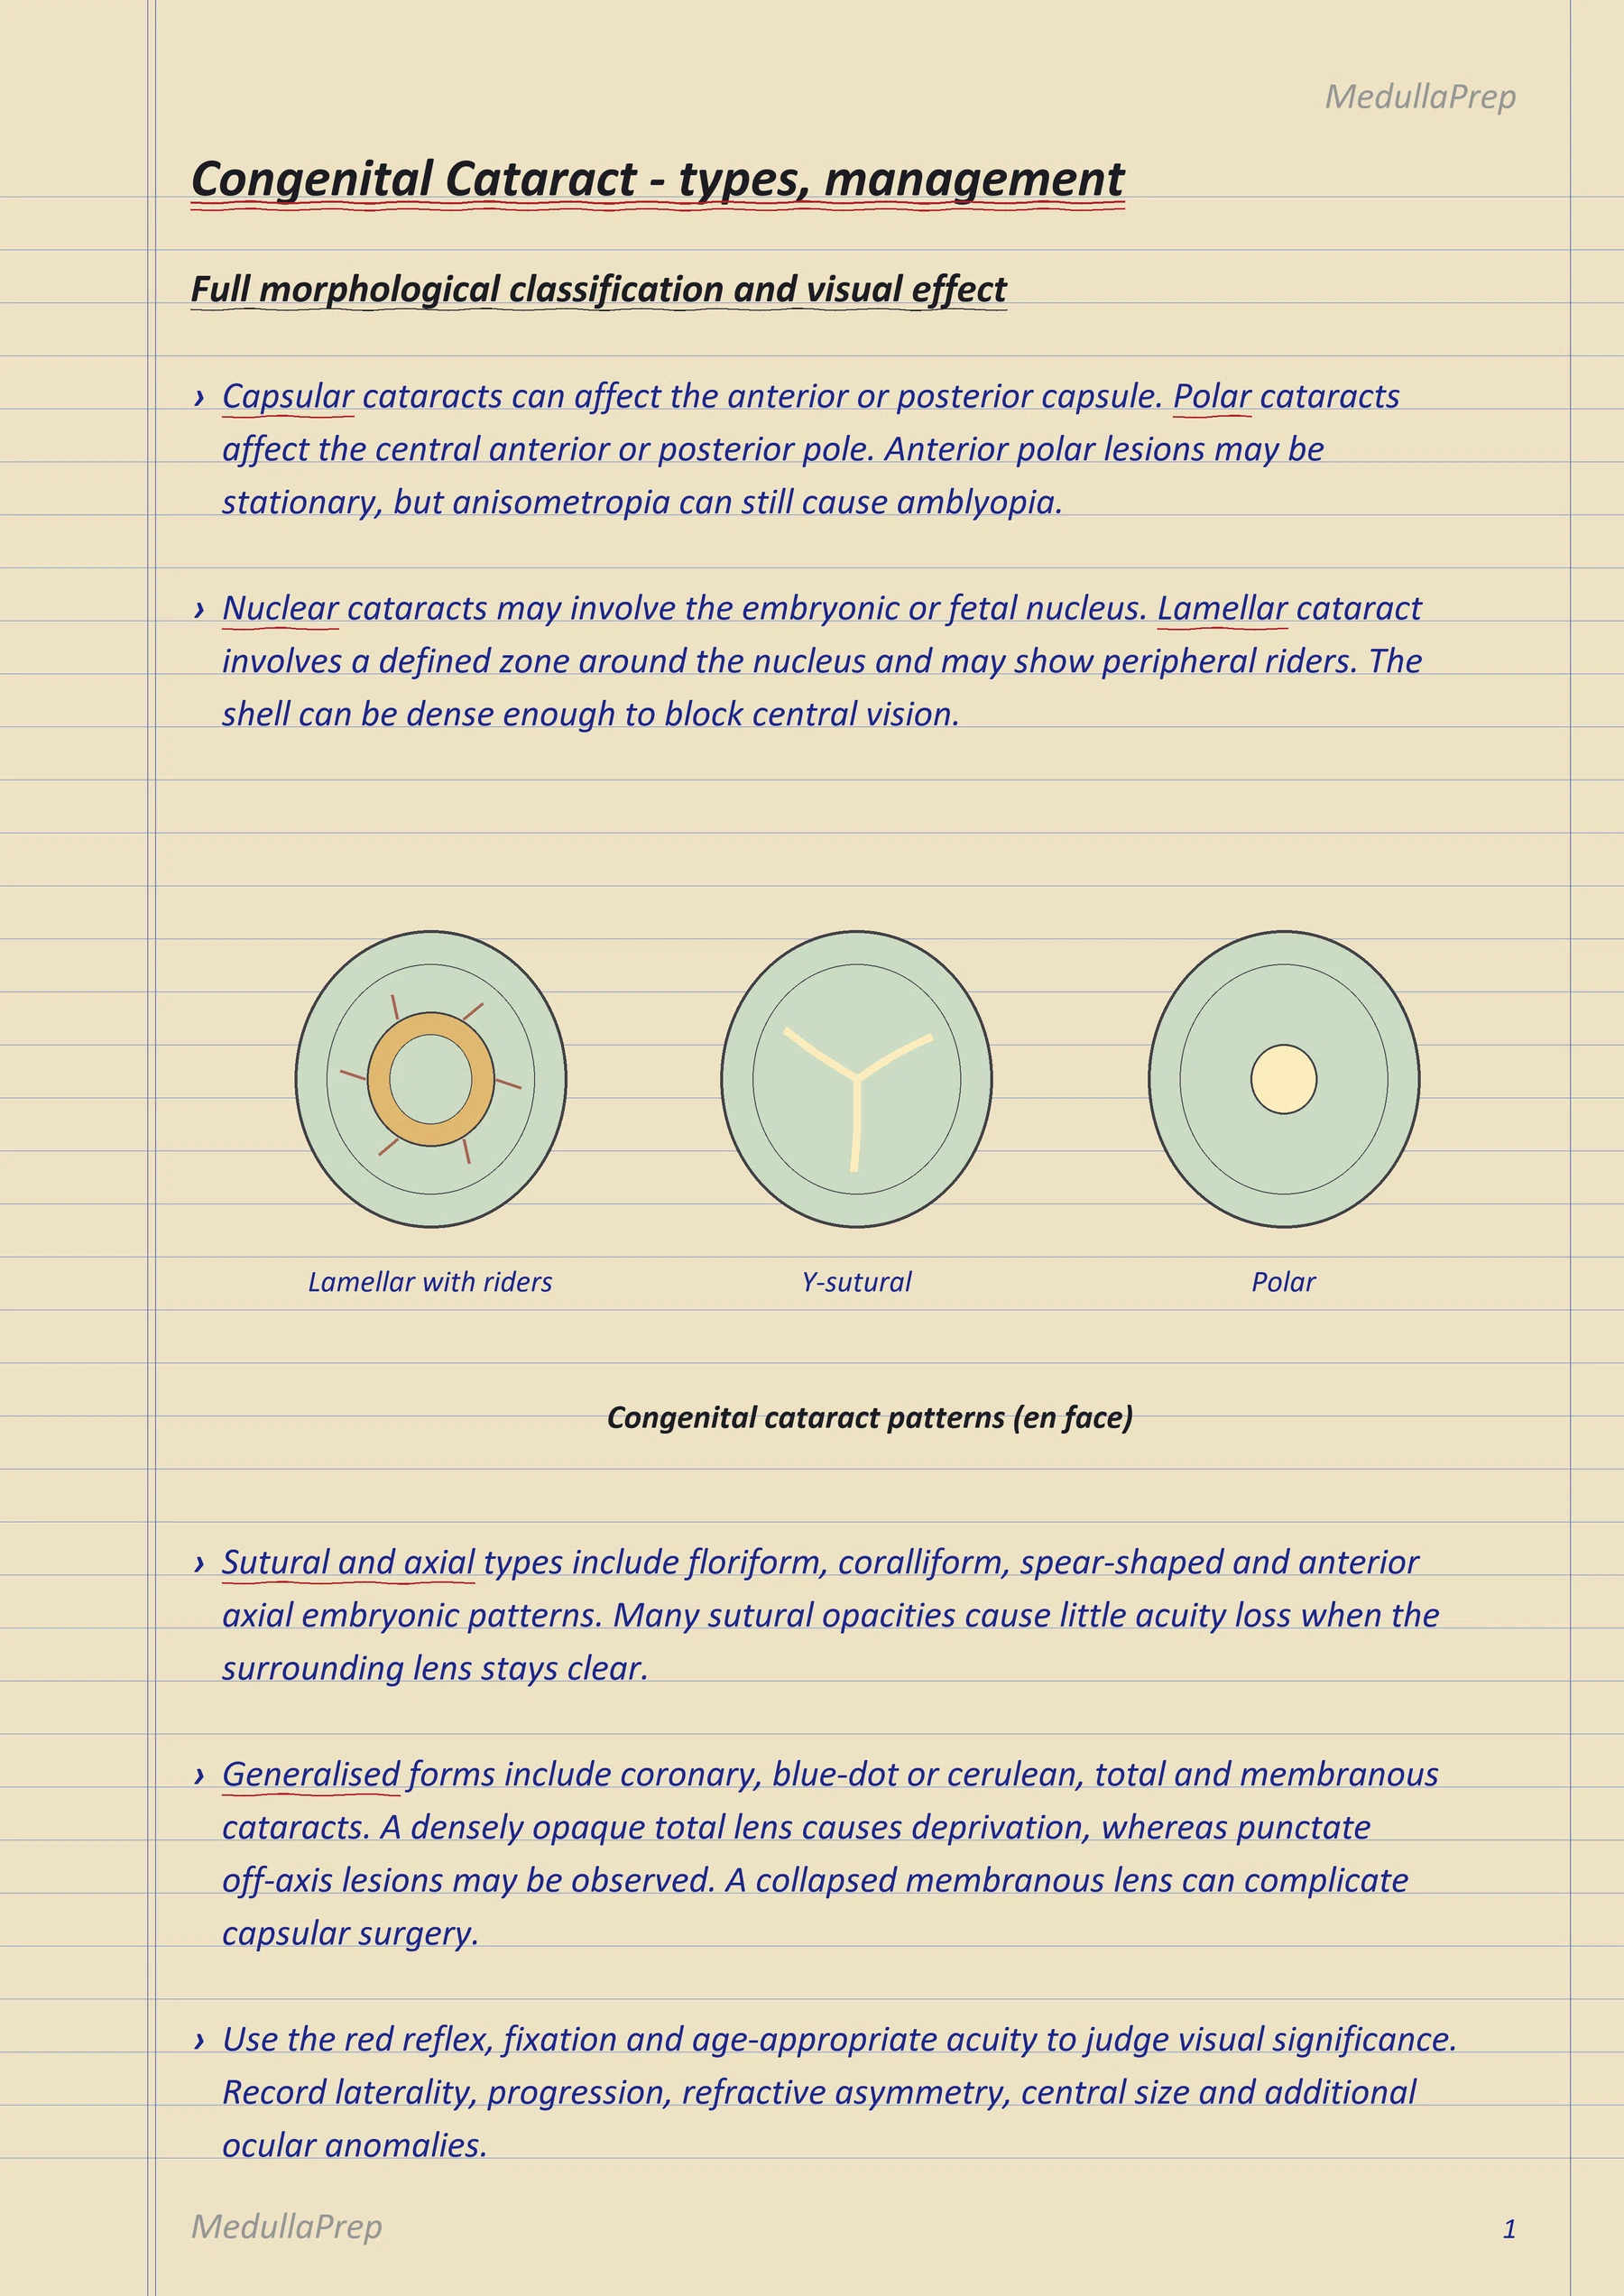 MedullaPrep
Congenital Cataract - types, management
Full morphological classification and visual effect
› Capsular cataracts can affect the anterior or posterior capsule. Polar cataracts
affect the central anterior or posterior pole. Anterior polar lesions may be
stationary, but anisometropia can still cause amblyopia.
› Nuclear cataracts may involve the embryonic or fetal nucleus. Lamellar cataract
involves a defined zone around the nucleus and may show peripheral riders. The
shell can be dense enough to block central vision.
Lamellar with riders
Y-sutural
Polar
Congenital cataract patterns (en face)
› Sutural and axial types include floriform, coralliform, spear-shaped and anterior
axial embryonic patterns. Many sutural opacities cause little acuity loss when the
surrounding lens stays clear.
› Generalised forms include coronary, blue-dot or cerulean, total and membranous
cataracts. A densely opaque total lens causes deprivation, whereas punctate
off-axis lesions may be observed. A collapsed membranous lens can complicate
capsular surgery.
› Use the red reflex, fixation and age-appropriate acuity to judge visual significance.
Record laterality, progression, refractive asymmetry, central size and additional
ocular anomalies.
MedullaPrep
1